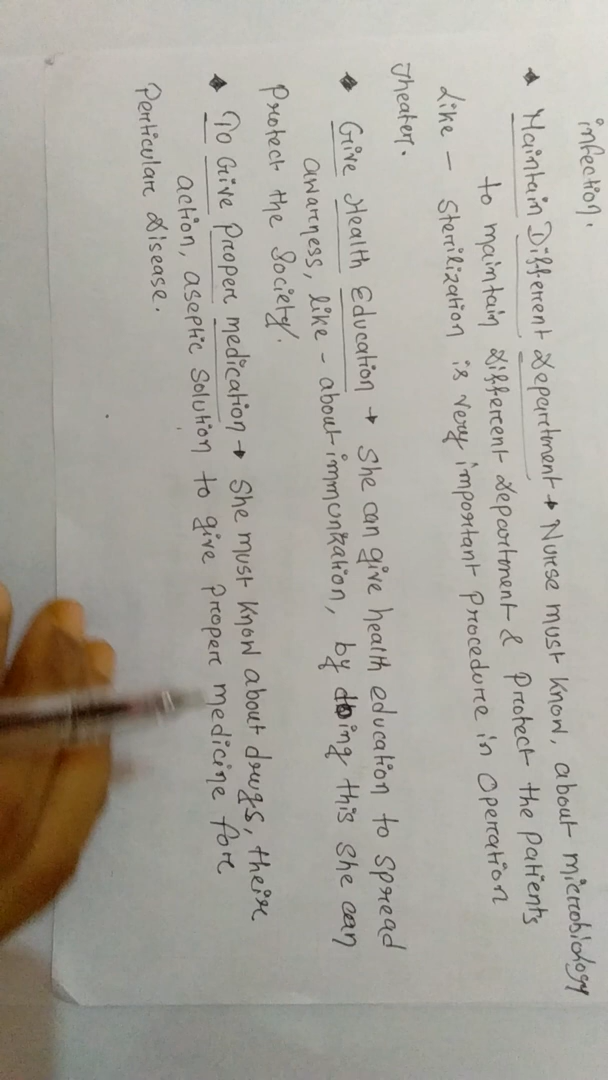 infection.
◆ Maintain Different Department → Nurse must know, about microbiology
to maintain different department & protect the patients
like - Sterilization is very important procedure in Operation
Theater.
◆ Give Health Education → She can give health education to spread
awarness, like - about immunization, by doing this she can
protect the Society.
◆ To Give proper medication → She must know about drugs, their
action, aseptic solution to give proper medicine for
Perticular disease.